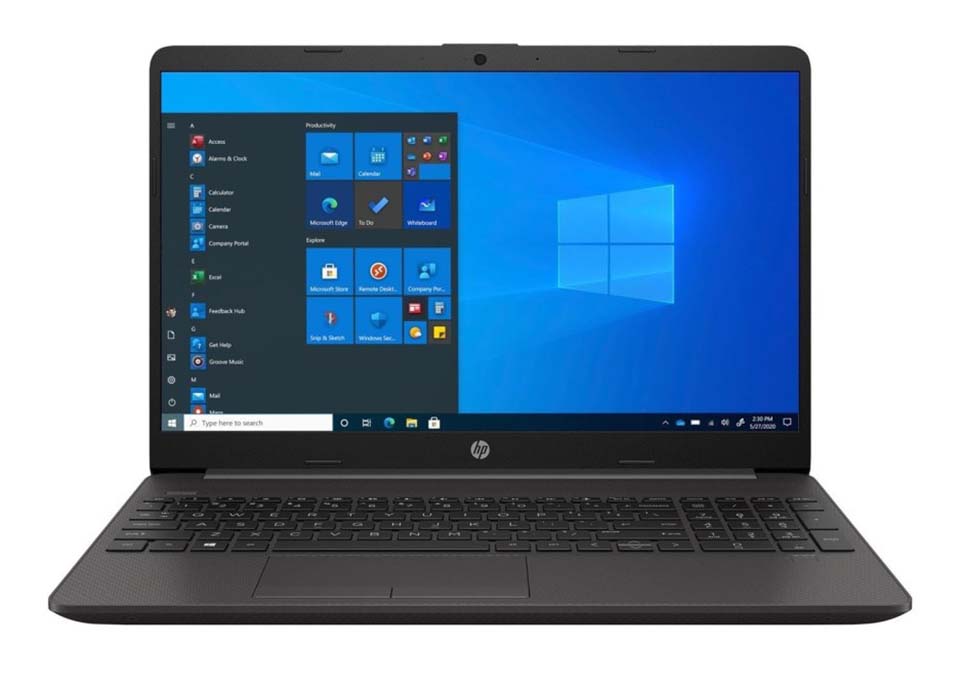 A
Access
Alarms & Clock
C
Calculator
Calendar
Camera
Company Portal
E
Excel
F
Feedback Hub
G
Get Help
Groove Music
M
Mail
Maps
Productivity
Mail
Calendar
Microsoft Edge
To Do
Whiteboard
Explore
Microsoft Store
Remote Deskt...
Company Por...
Snip & Sketch
Windows Sec...
Type here to search
2:30 PM
5/27/2020
hp
A S D F G H J K L
Z X C V B N M